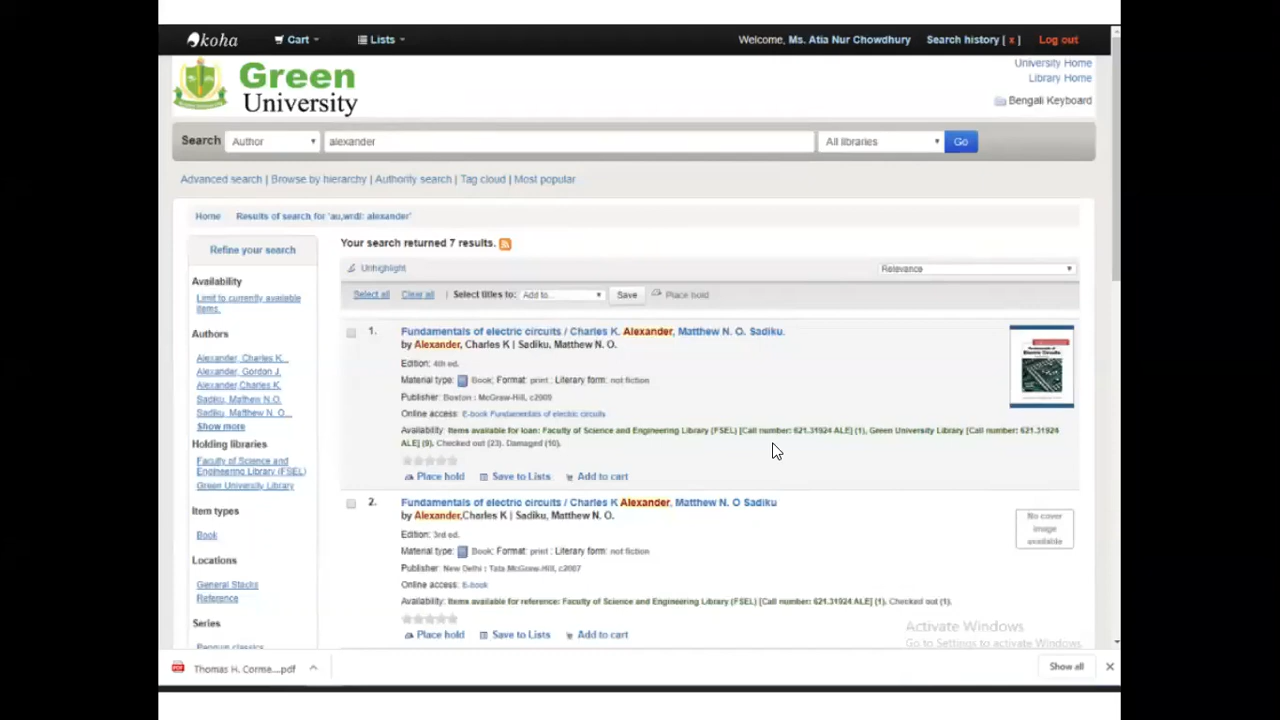 koha Cart Lists Welcome, Ms. Atia Nur Chowdhury Search history [ x ] Log out
Green
University
University Home
Library Home
Bengali Keyboard
Search Author alexander All libraries Go
Advanced search | Browse by hierarchy | Authority search | Tag cloud | Most popular
Home Results of search for 'au,wrdl: alexander'
Refine your search
Availability
Limit to currently available
items.
Authors
Alexander, Charles K..
Alexander, Gordon J.
Alexander,Charles K.
Sadiku, Mathew N.O.
Sadiku, Matthew N. O...
Show more
Holding libraries
Faculty of Science and
Engineering Library (FSEL)
Green University Library
Item types
Book
Locations
General Stacks
Reference
Series
Penguin classics
Your search returned 7 results.
Unhighlight Relevance
Select all Clear all | Select titles to: Add to... Save Place hold
1. Fundamentals of electric circuits / Charles K. Alexander, Matthew N. O. Sadiku.
by Alexander, Charles K | Sadiku, Matthew N. O.
Edition: 4th ed.
Material type: Book; Format: print ; Literary form: not fiction
Publisher: Boston : McGraw-Hill, c2009
Online access: E-book Fundamentals of electric circuits
Availability: Items available for loan: Faculty of Science and Engineering Library (FSEL) [Call number: 621.31924 ALE] (1), Green University Library [Call number: 621.31924
ALE] (9). Checked out (23). Damaged (10).
Place hold Save to Lists Add to cart
Electric Circuits
2. Fundamentals of electric circuits / Charles K Alexander, Matthew N. O Sadiku
by Alexander,Charles K | Sadiku, Matthew N. O.
Edition: 3rd ed.
Material type: Book; Format: print ; Literary form: not fiction
Publisher: New Delhi : Tata McGraw-Hill, c2007
Online access: E-book
Availability: Items available for reference: Faculty of Science and Engineering Library (FSEL) [Call number: 621.31924 ALE] (1). Checked out (1).
Place hold Save to Lists Add to cart
No cover
image
available
Activate Windows
Go to Settings to activate Windows.
Thomas H. Corme....pdf Show all